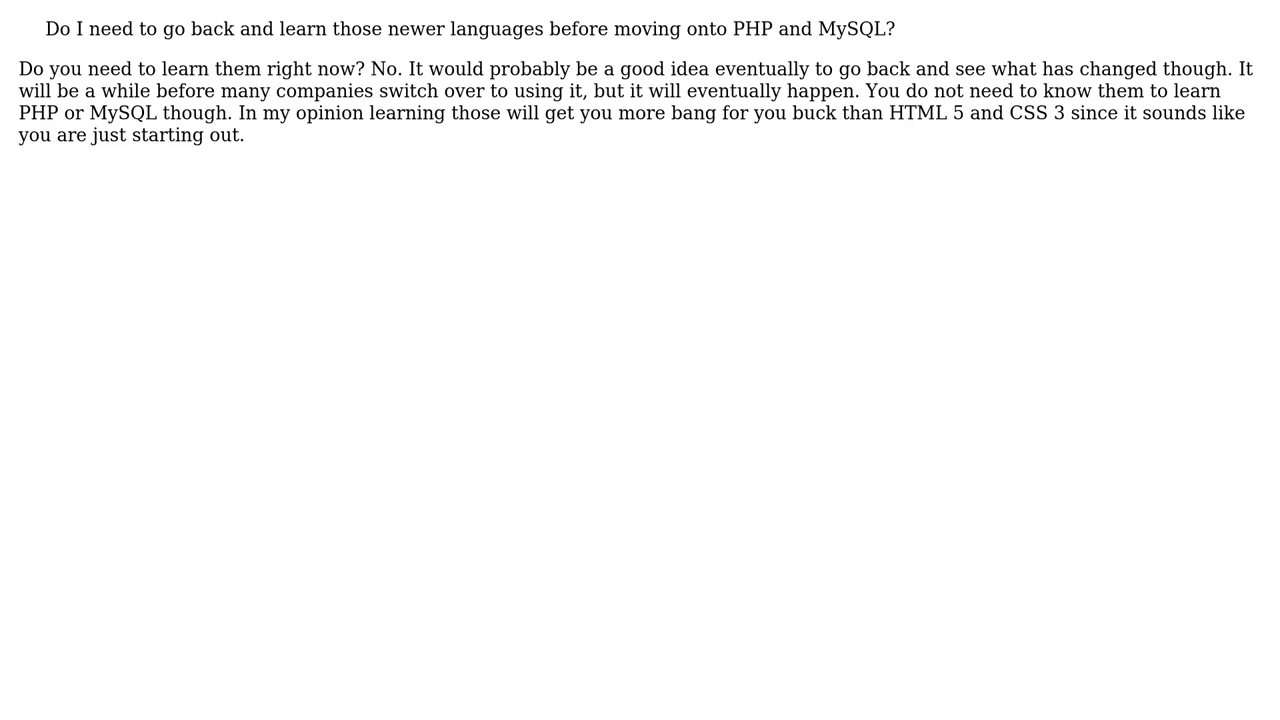 Do I need to go back and learn those newer languages before moving onto PHP and MySQL?
Do you need to learn them right now? No. It would probably be a good idea eventually to go back and see what has changed though. It
will be a while before many companies switch over to using it, but it will eventually happen. You do not need to know them to learn
PHP or MySQL though. In my opinion learning those will get you more bang for you buck than HTML 5 and CSS 3 since it sounds like
you are just starting out.